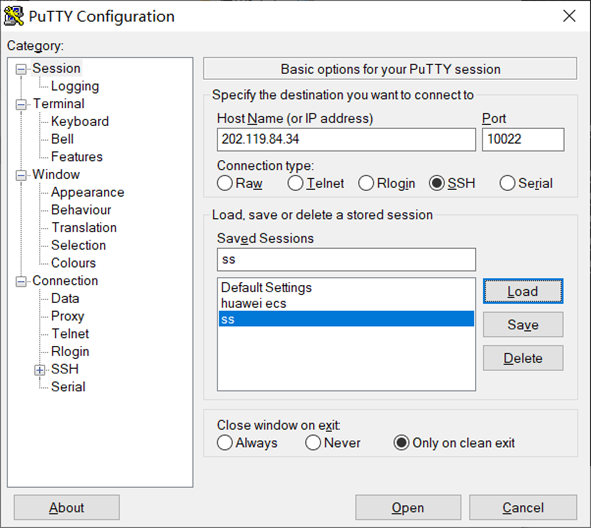 PuTTY Configuration
Category:
Session
Logging
Terminal
Keyboard
Bell
Features
Window
Appearance
Behaviour
Translation
Selection
Colours
Connection
Data
Proxy
Telnet
Rlogin
SSH
Serial
Basic options for your PuTTY session
Specify the destination you want to connect to
Host Name (or IP address) Port
202.119.84.34 10022
Connection type:
Raw Telnet Rlogin SSH Serial
Load, save or delete a stored session
Saved Sessions
ss
Default Settings
huawei ecs
ss
Load
Save
Delete
Close window on exit:
Always Never Only on clean exit
About Open Cancel